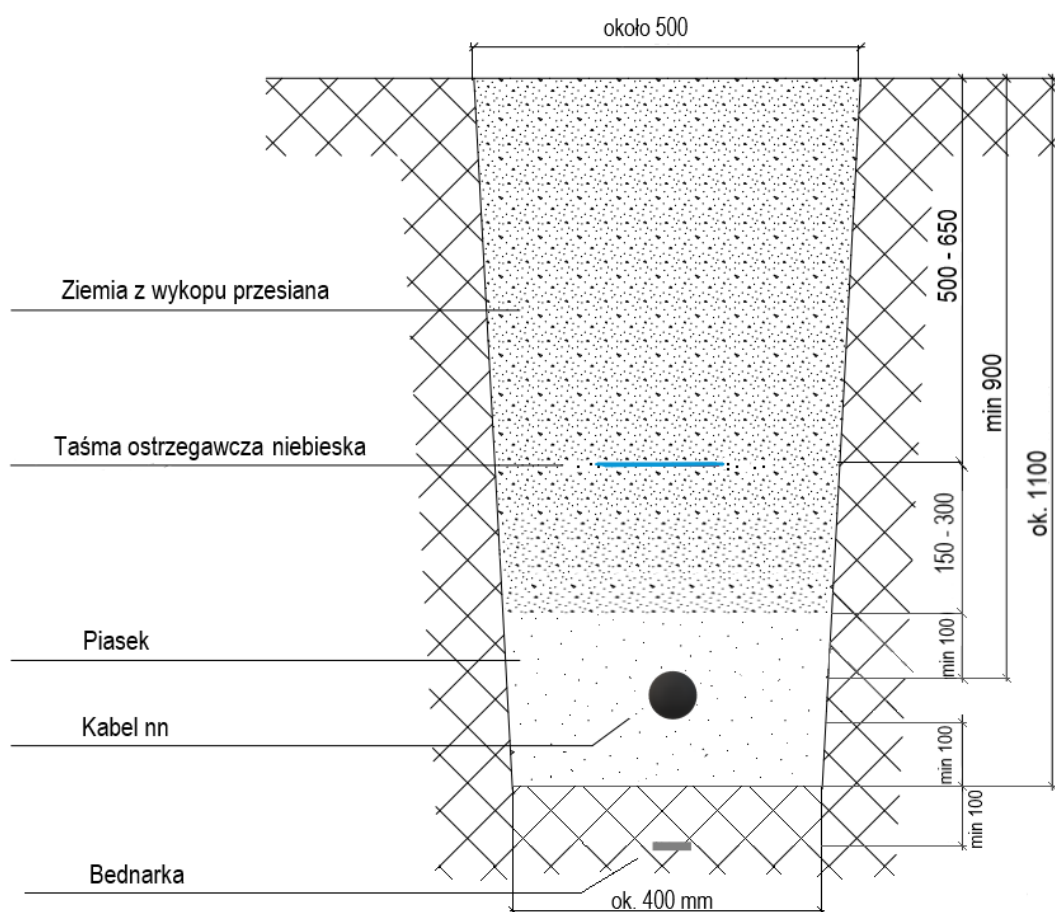 około 500
Ziemia z wykopu przesiana
500 - 650
min 900
ok. 1100
Taśma ostrzegawcza niebieska
150 - 300
Piasek
min 100
Kabel nn
min 100
min 100
Bednarka
ok. 400 mm